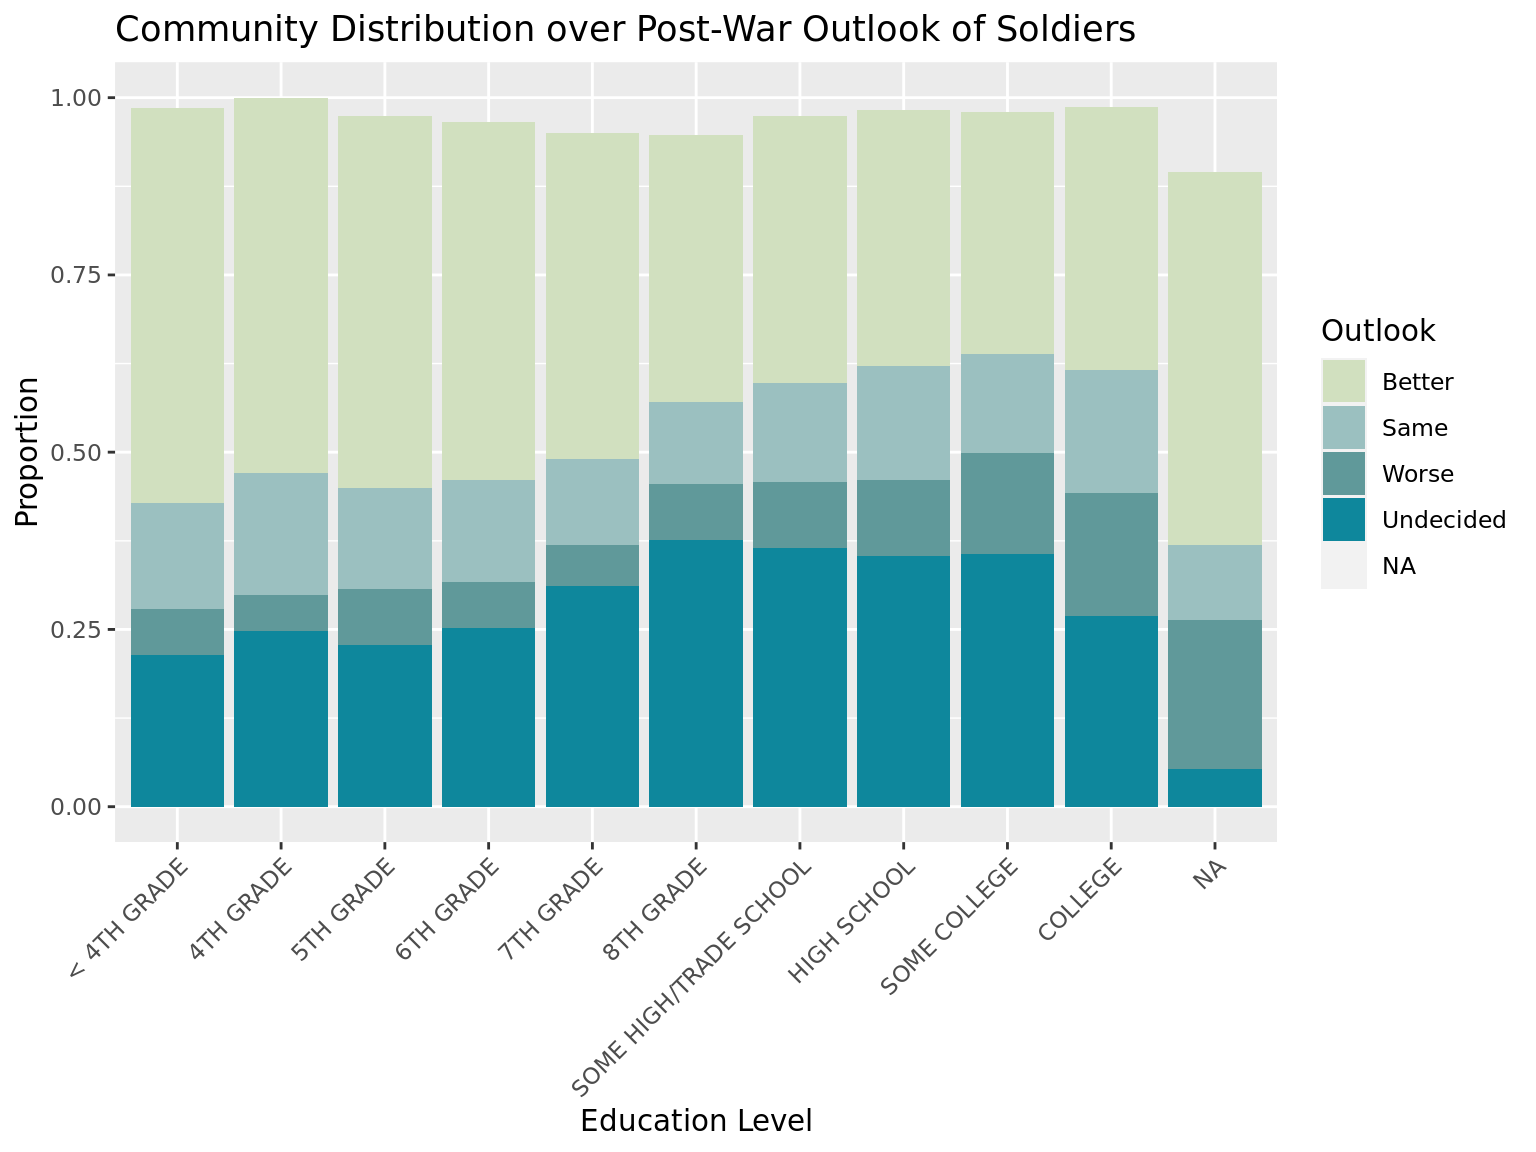 Community Distribution over Post-War Outlook of Soldiers
Proportion
1.00
0.75
0.50
0.25
0.00
< 4TH GRADE
4TH GRADE
5TH GRADE
6TH GRADE
7TH GRADE
8TH GRADE
SOME HIGH/TRADE SCHOOL
HIGH SCHOOL
SOME COLLEGE
COLLEGE
NA
Education Level
Outlook
Better
Same
Worse
Undecided
NA